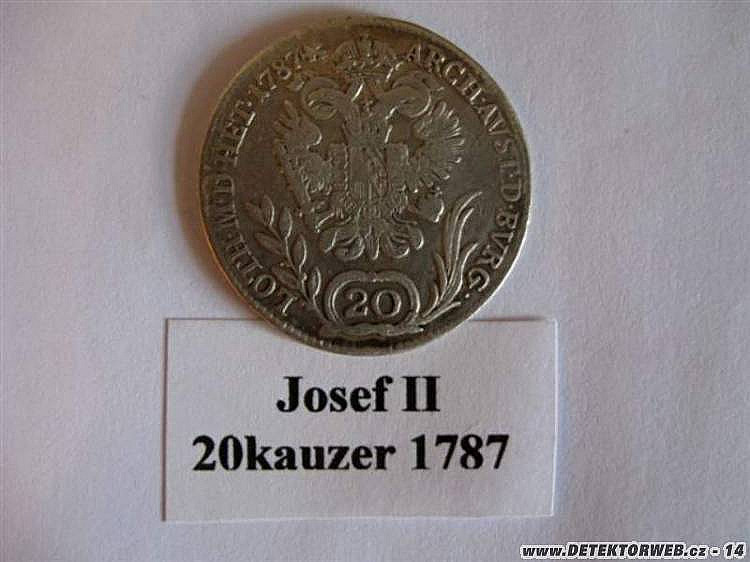 ARCH·AVST·D·BVRG·
LOTH·M·D·HET·1787·
20
Josef II
20kauzer 1787
www.DETEKTORWEB.cz - 14